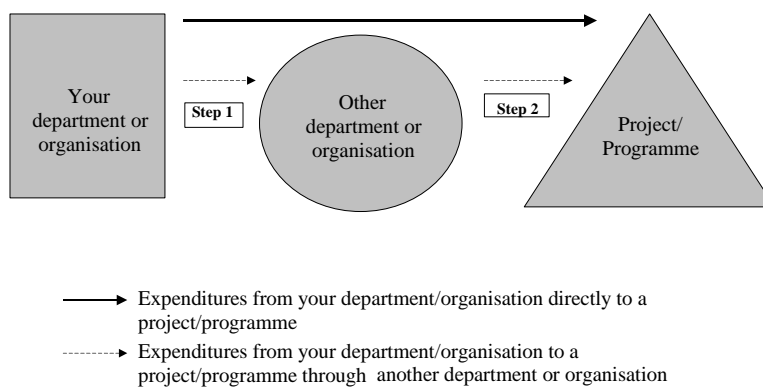 Your
department or
organisation
Step 1
Other
department or
organisation
Step 2
Project/
Programme
Expenditures from your department/organisation directly to a
project/programme
Expenditures from your department/organisation to a
project/programme through another department or organisation